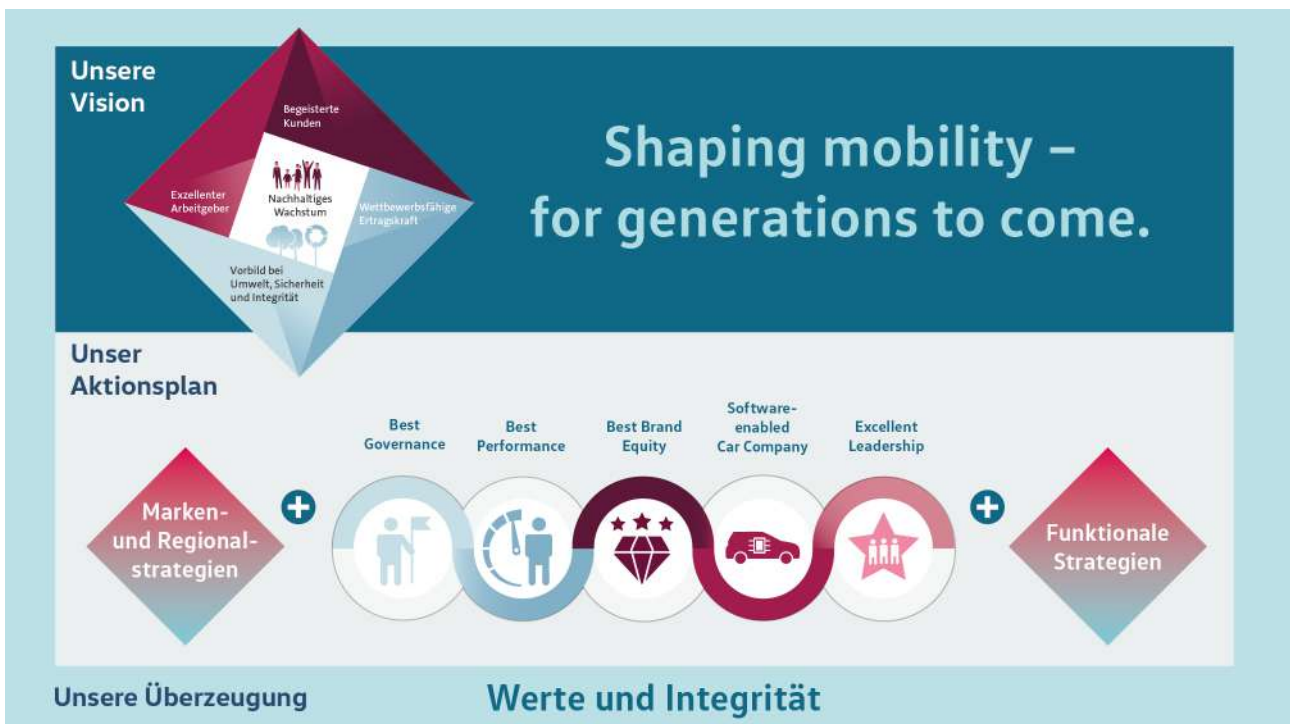 Unsere
Vision
Begeisterte
Kunden
Exzellenter
Arbeitgeber
Nachhaltiges
Wachstum
Wettbewerbsfähige
Ertragskraft
Vorbild bei
Umwelt, Sicherheit
und Integrität
Shaping mobility –
for generations to come.
Unser
Aktionsplan
Marken-
und Regional-
strategien
Best
Governance
Best
Performance
Best Brand
Equity
Software-
enabled
Car Company
Excellent
Leadership
Funktionale
Strategien
Unsere Überzeugung
Werte und Integrität